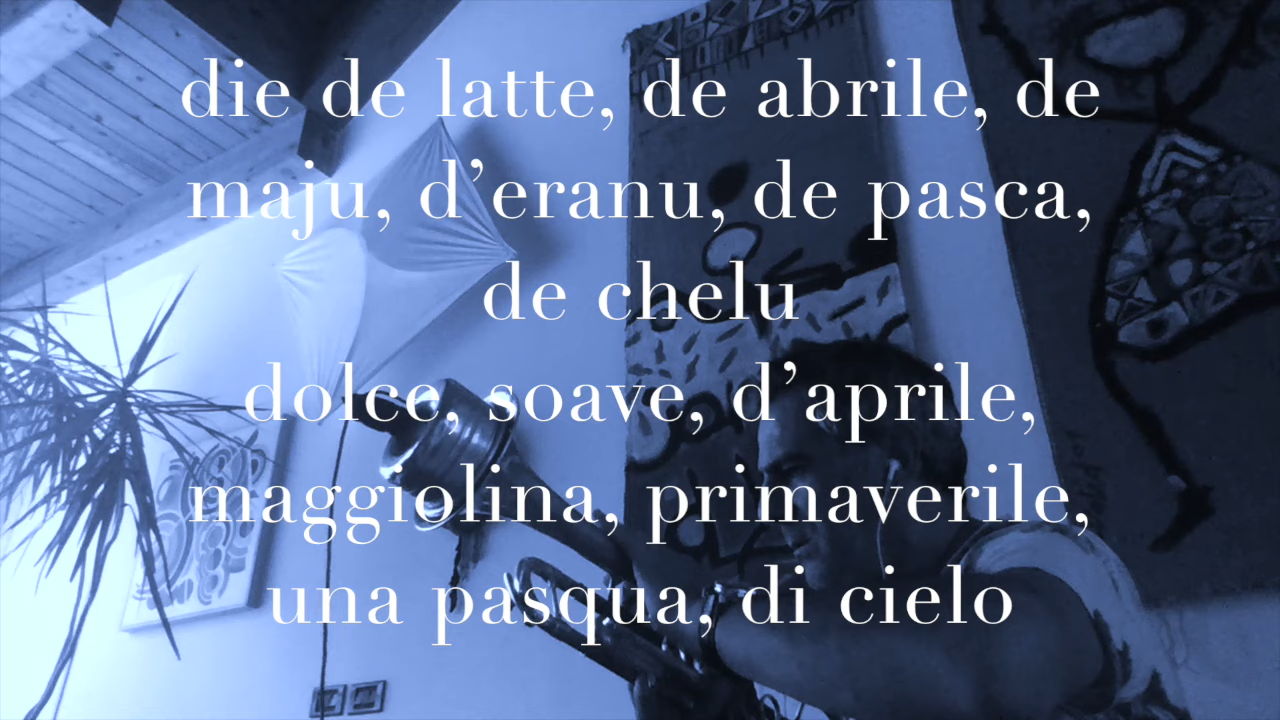 die de latte, de abrile, de
maju, d’eranu, de pasca,
de chelu
dolce, soave, d’aprile,
maggiolina, primaverile,
una pasqua, di cielo